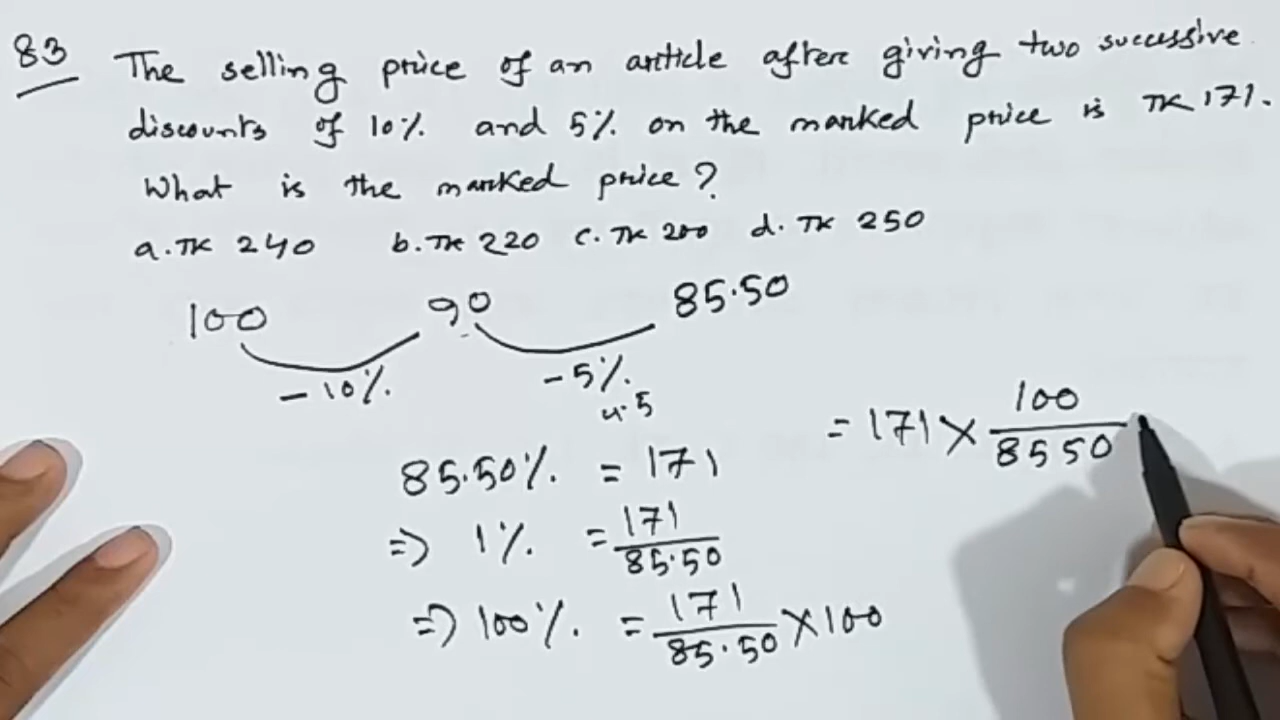 83 The selling price of an article after giving two successive
discounts of 10% and 5% on the marked price is TK 171.
What is the marked price?
a. TK 240 b. TK 220 c. TK 200 d. TK 250
100 90 85.50
-10% -5%
4.5
= 171 × 100/8550
85.50% = 171
=> 1% = 171/85.50
=> 100% = 171/85.50 × 100